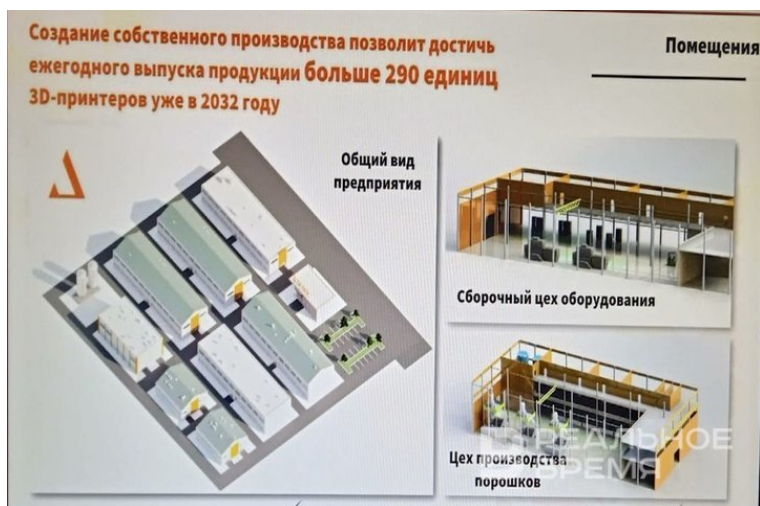 Создание собственного производства позволит достичь
ежегодного выпуска продукции больше 290 единиц
3D-принтеров уже в 2032 году
Помещения
Общий вид
предприятия
Сборочный цех оборудования
Цех производства
порошков
РЕАЛЬНОЕ
ВРЕМЯ